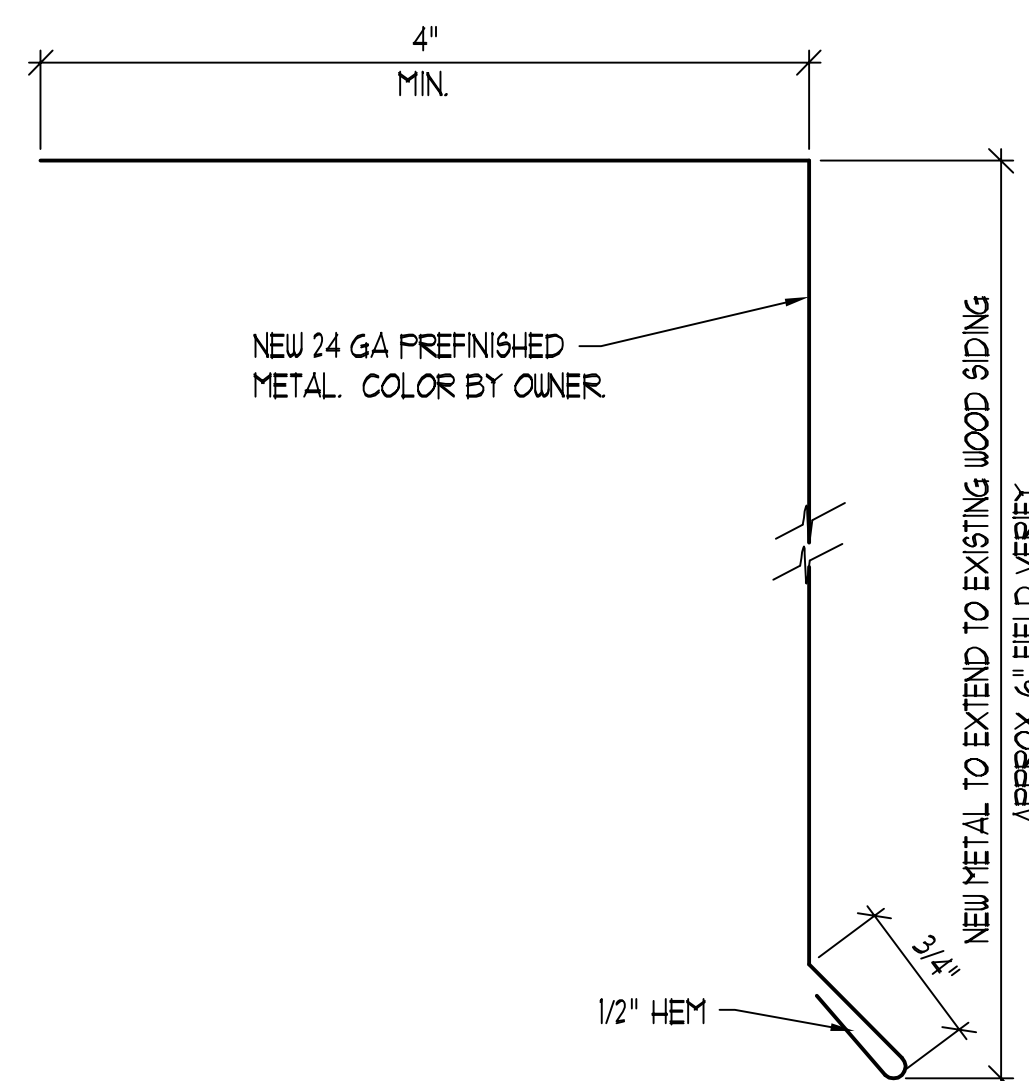 4"
MIN.
NEW 24 GA PREFINISHED
METAL. COLOR BY OWNER.
NEW METAL TO EXTEND TO EXISTING WOOD SIDING
APPROX. 6" FIELD VERIFY
3/4"
1/2" HEM